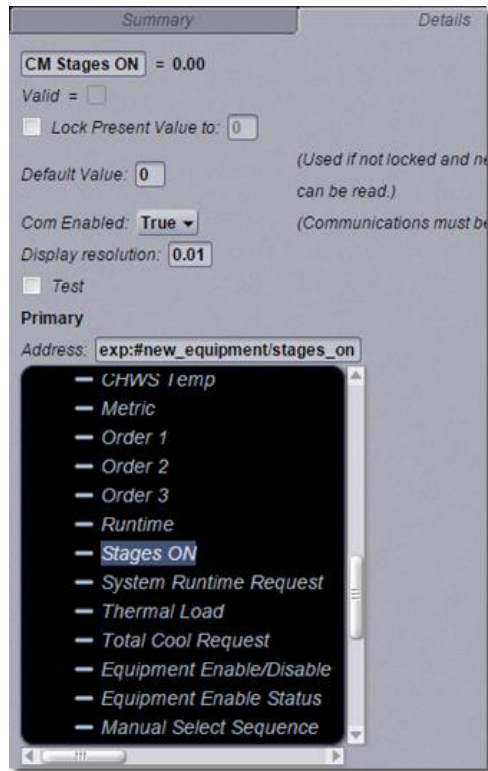 Summary Details
CM Stages ON = 0.00
Valid =
Lock Present Value to: 0
(Used if not locked and
Default Value: 0
can be read.)
Com Enabled: True (Communications must
Display resolution: 0.01
Test
Primary
Address: exp:#new_equipment/stages_on
CHWS Temp
Metric
Order 1
Order 2
Order 3
Runtime
Stages ON
System Runtime Request
Thermal Load
Total Cool Request
Equipment Enable/Disable
Equipment Enable Status
Manual Select Sequence